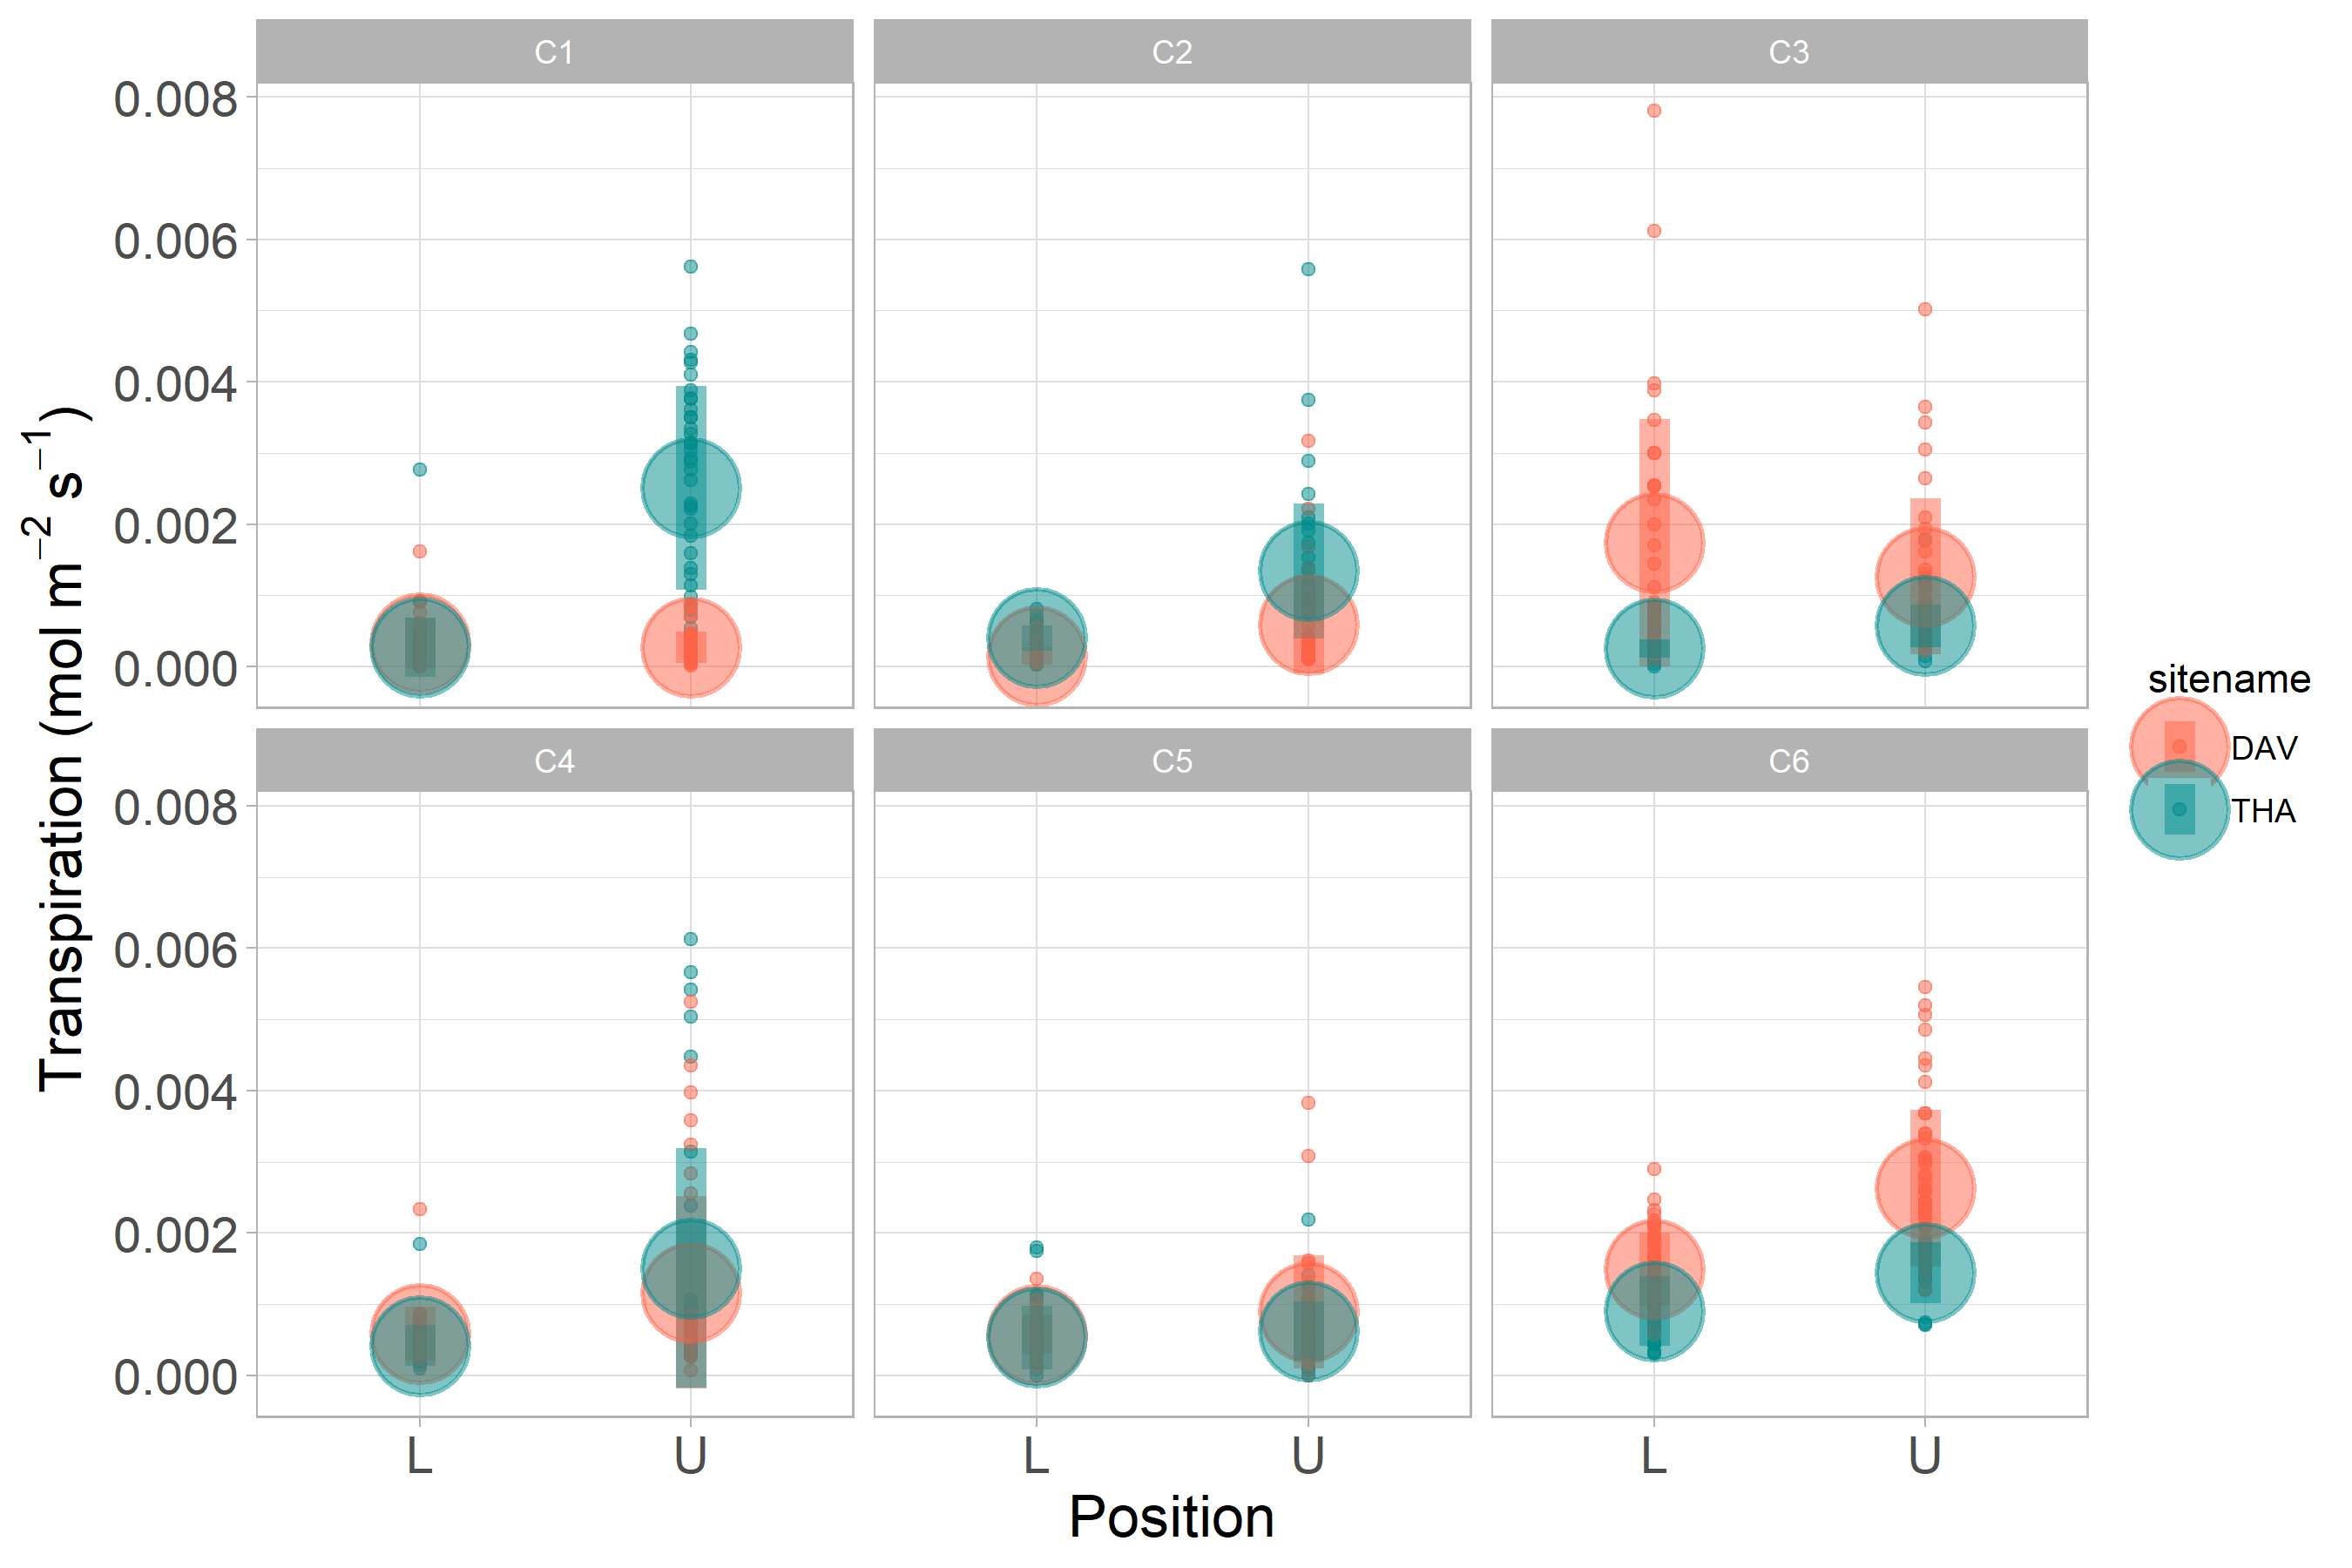 C1 C2 C3
0.008
0.006
0.004
0.002
0.000
C4 C5 C6
0.008
0.006
0.004
0.002
0.000
L U L U L U
Position
Transpiration (mol m−2 s−1)
sitename
DAV
THA